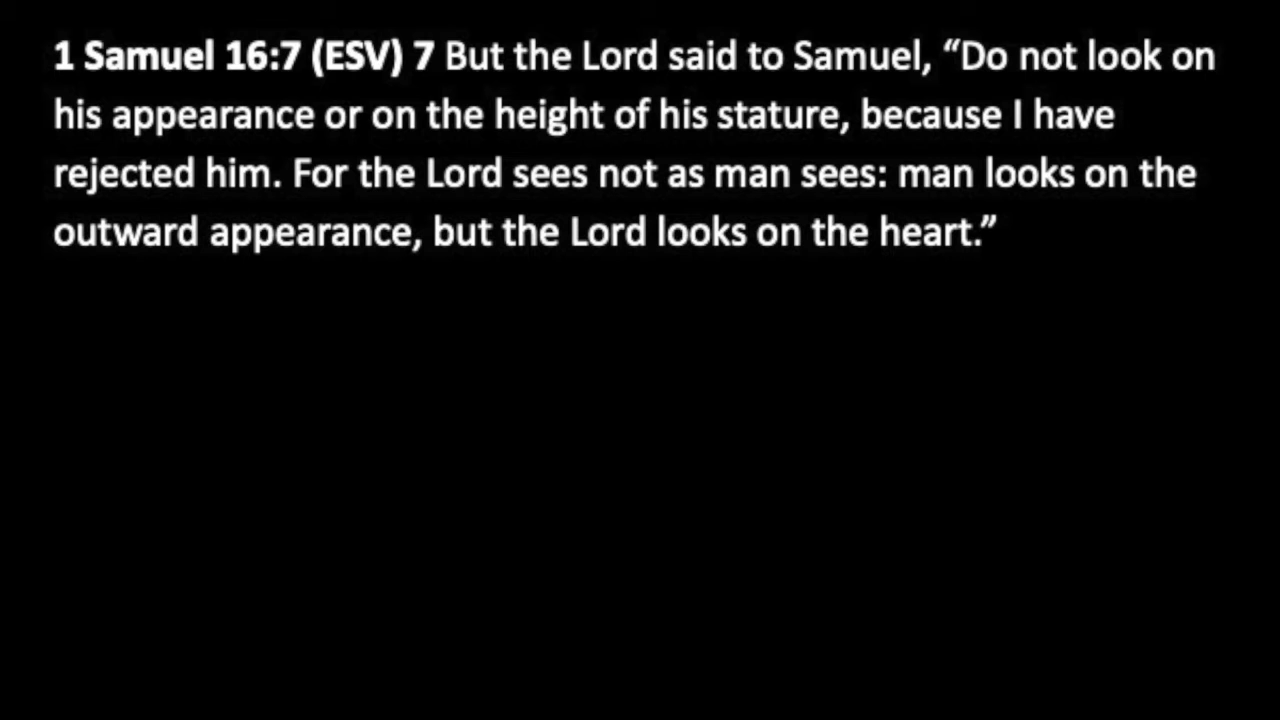 1 Samuel 16:7 (ESV) 7 But the Lord said to Samuel, “Do not look on
his appearance or on the height of his stature, because I have
rejected him. For the Lord sees not as man sees: man looks on the
outward appearance, but the Lord looks on the heart.”